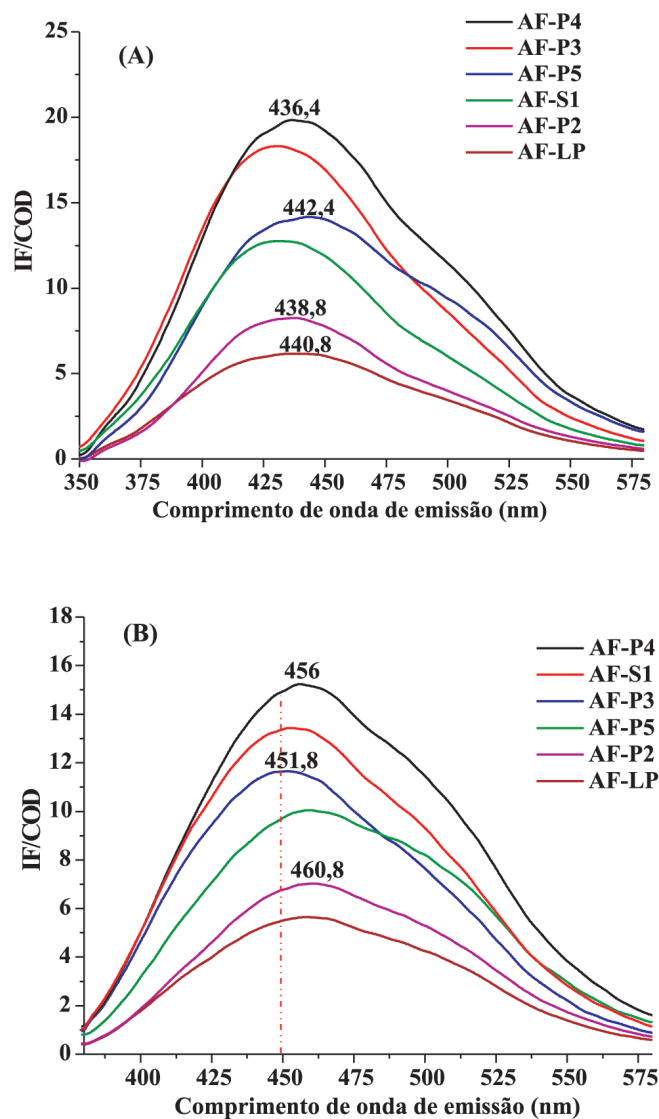 (A)
AF-P4
AF-P3
AF-P5
AF-S1
AF-P2
AF-LP
25
20
15
10
5
0
IF/COD
436,4
442,4
438,8
440,8
350 375 400 425 450 475 500 525 550 575
Comprimento de onda de emissão (nm)
(B)
AF-P4
AF-S1
AF-P3
AF-P5
AF-P2
AF-LP
18
16
14
12
10
8
6
4
2
0
IF/COD
456
451,8
460,8
400 425 450 475 500 525 550 575
Comprimento de onda de emissão (nm)